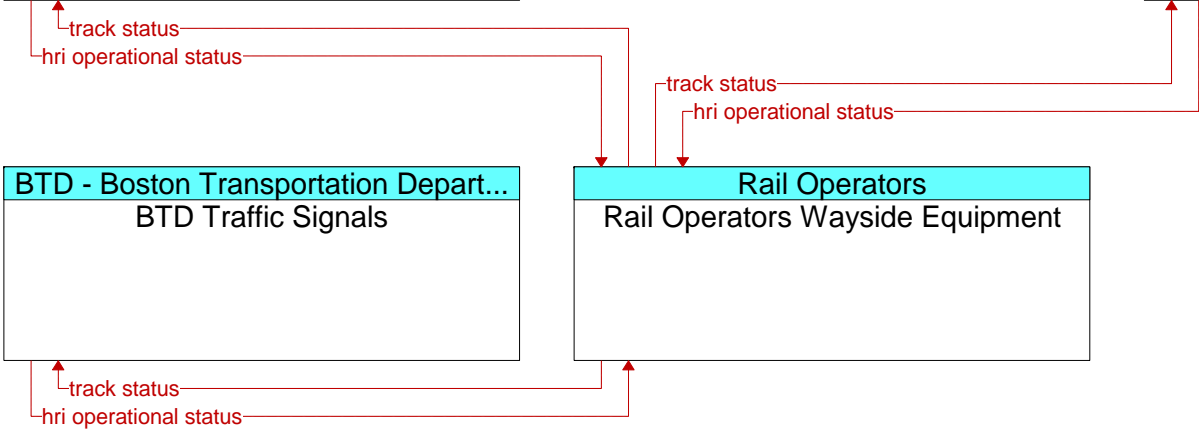 track status
hri operational status
track status
hri operational status
BTD - Boston Transportation Depart...
BTD Traffic Signals
Rail Operators
Rail Operators Wayside Equipment
track status
hri operational status